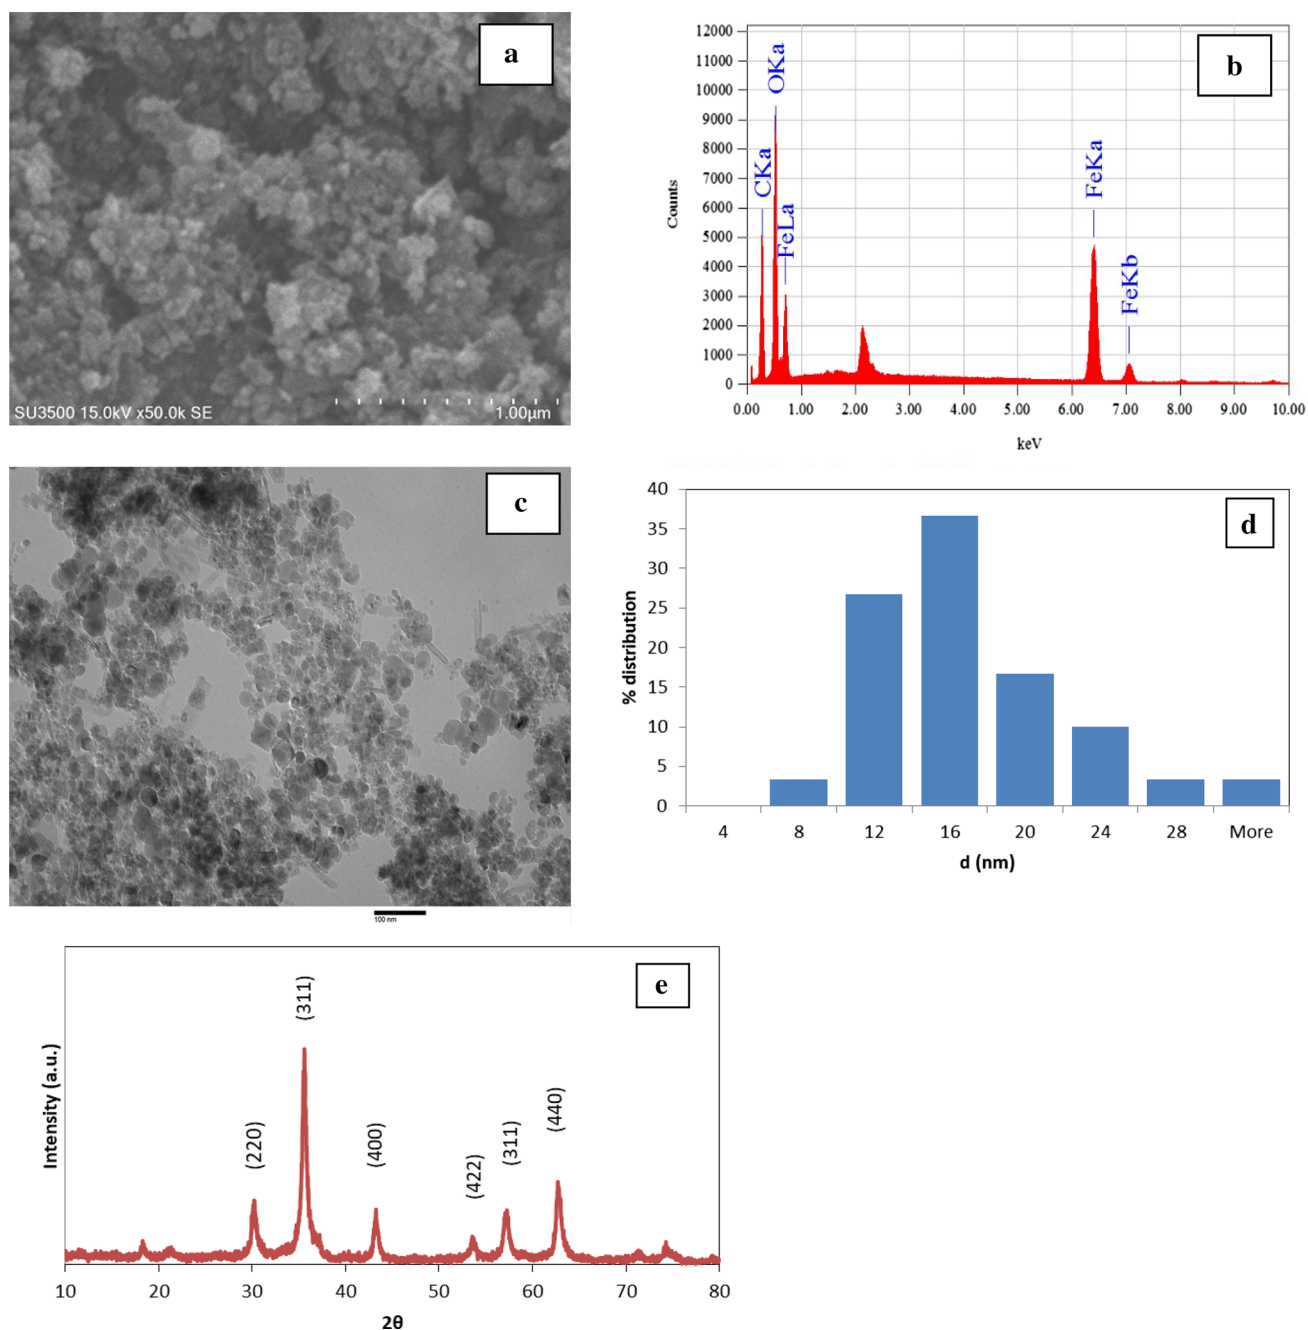 a
SU3500 15.0kV x50.0k SE
1.00µm
b
12000
11000
10000
9000
8000
7000
6000
5000
4000
3000
2000
1000
0
Counts
CKa
OKa
FeLa
FeKa
FeKb
0.00 1.00 2.00 3.00 4.00 5.00 6.00 7.00 8.00 9.00 10.00
keV
c
100 nm
d
40
35
30
25
20
15
10
5
0
% distribution
4 8 12 16 20 24 28 More
d (nm)
e
Intensity (a.u.)
(220)
(311)
(400)
(422)
(311)
(440)
10 20 30 40 50 60 70 80
2θ